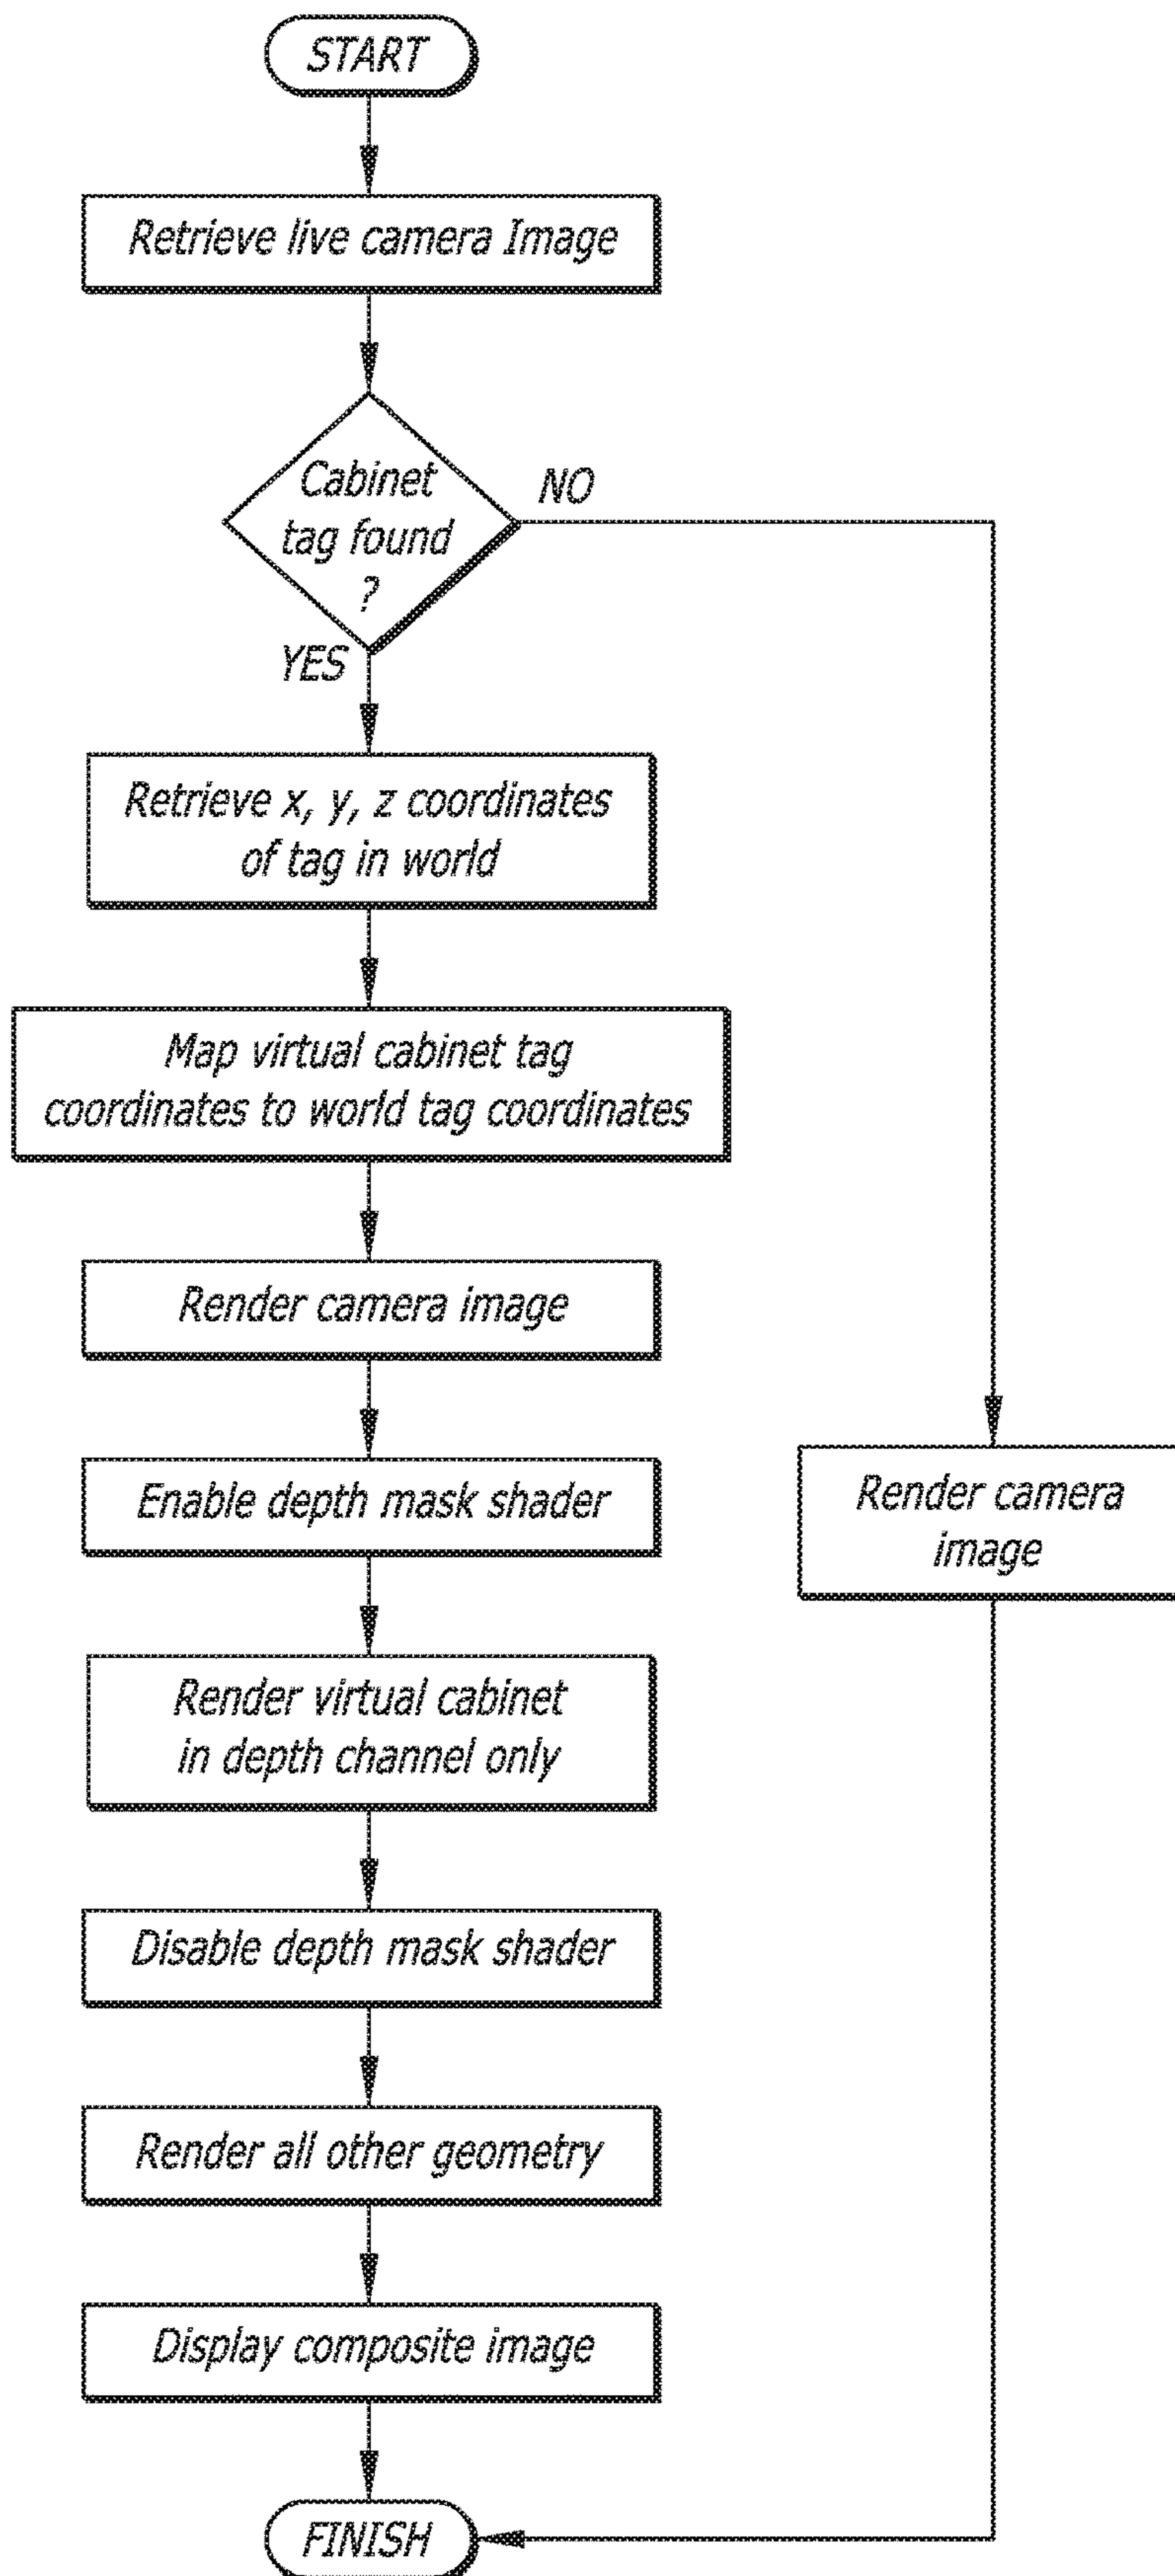 START
Retrieve live camera Image
Cabinet
tag found
?
NO
YES
Retrieve x, y, z coordinates
of tag in world
Map virtual cabinet tag
coordinates to world tag coordinates
Render camera image
Enable depth mask shader
Render camera
image
Render virtual cabinet
in depth channel only
Disable depth mask shader
Render all other geometry
Display composite image
FINISH